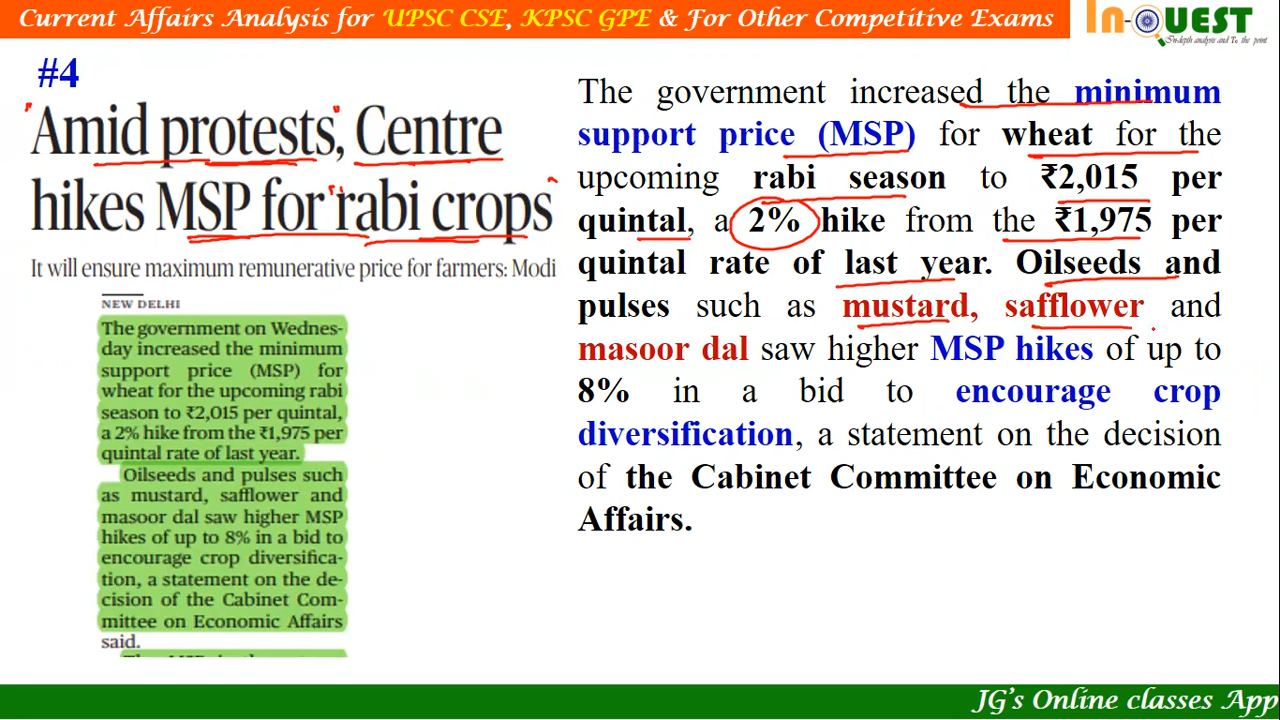 Current Affairs Analysis for UPSC CSE, KPSC GPE & For Other Competitive Exams
In-QUEST
In-depth analysis and To the point
#4
Amid protests, Centre
hikes MSP for rabi crops
It will ensure maximum remunerative price for farmers: Modi
NEW DELHI
The government on Wednes-
day increased the minimum
support price (MSP) for
wheat for the upcoming rabi
season to ₹2,015 per quintal,
a 2% hike from the ₹1,975 per
quintal rate of last year.
Oilseeds and pulses such
as mustard, safflower and
masoor dal saw higher MSP
hikes of up to 8% in a bid to
encourage crop diversifica-
tion, a statement on the de-
cision of the Cabinet Com-
mittee on Economic Affairs
said.
The government increased the minimum
support price (MSP) for wheat for the
upcoming rabi season to ₹2,015 per
quintal, a 2% hike from the ₹1,975 per
quintal rate of last year. Oilseeds and
pulses such as mustard, safflower and
masoor dal saw higher MSP hikes of up to
8% in a bid to encourage crop
diversification, a statement on the decision
of the Cabinet Committee on Economic
Affairs.
JG's Online classes App